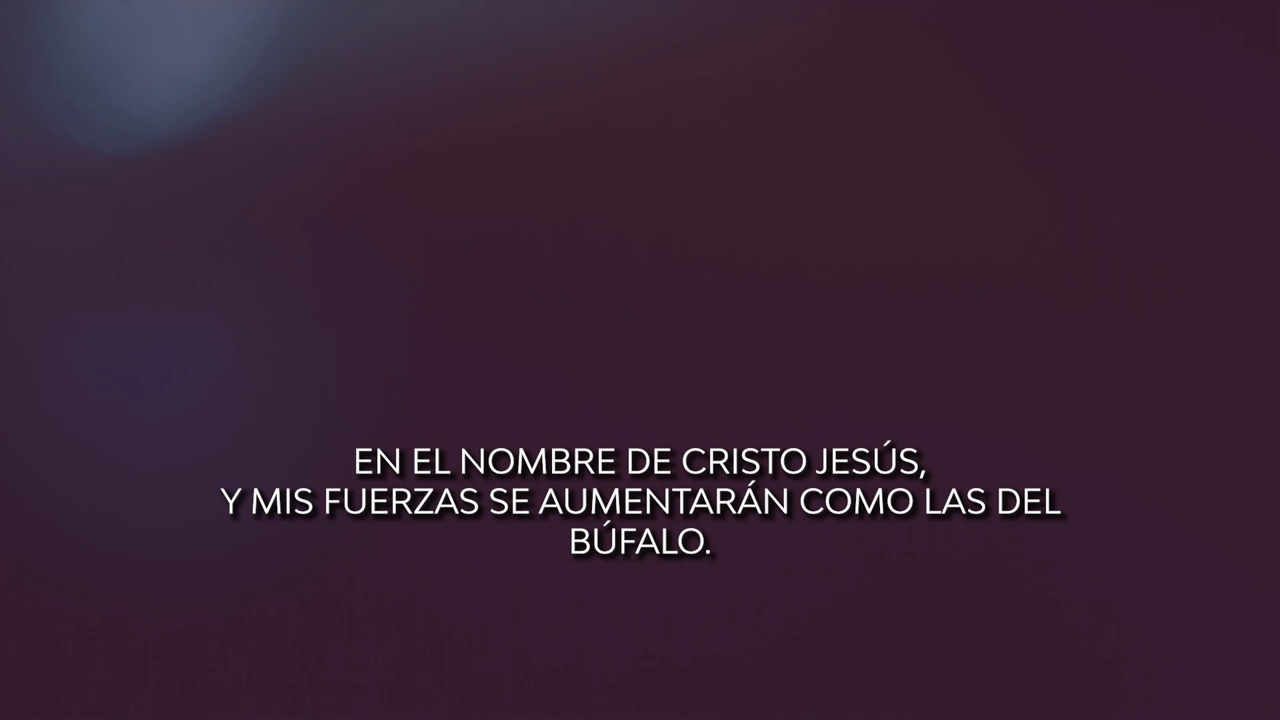 EN EL NOMBRE DE CRISTO JESÚS,
Y MIS FUERZAS SE AUMENTARÁN COMO LAS DEL
BÚFALO.